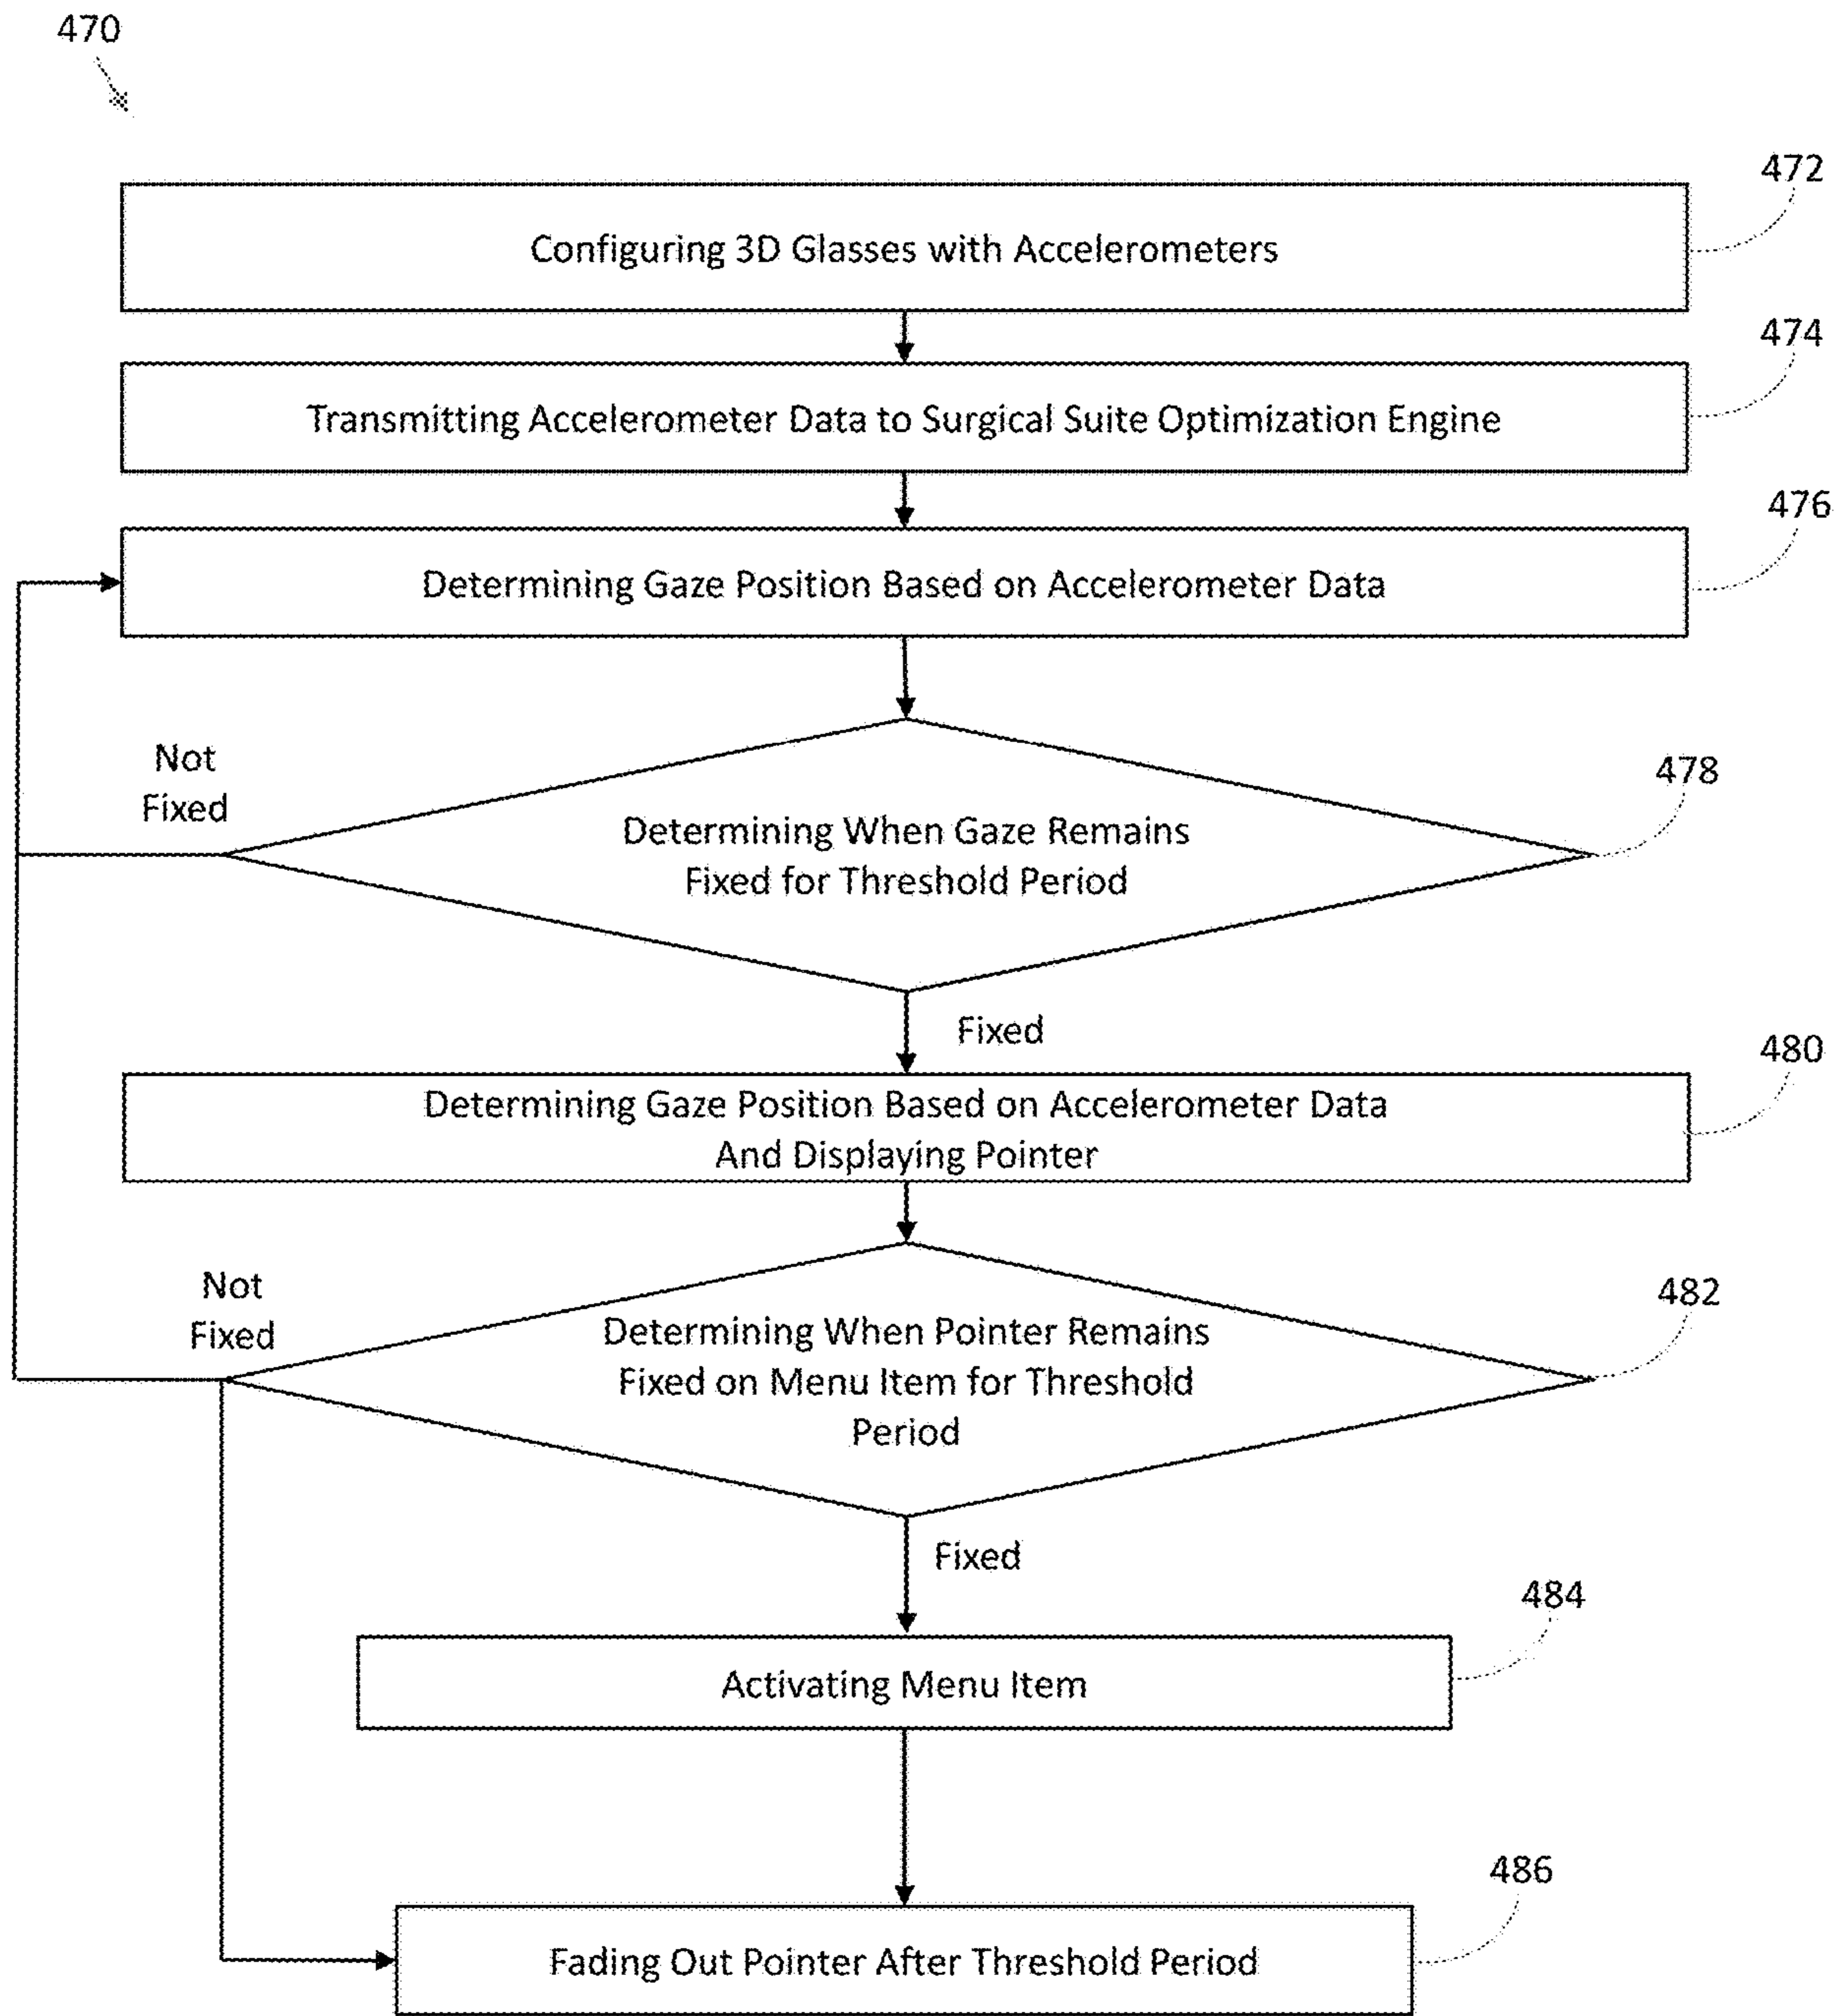 470
472
Configuring 3D Glasses with Accelerometers
474
Transmitting Accelerometer Data to Surgical Suite Optimization Engine
476
Determining Gaze Position Based on Accelerometer Data
Not
Fixed
478
Determining When Gaze Remains
Fixed for Threshold Period
Fixed
480
Determining Gaze Position Based on Accelerometer Data
And Displaying Pointer
Not
Fixed
482
Determining When Pointer Remains
Fixed on Menu Item for Threshold
Period
Fixed
484
Activating Menu Item
486
Fading Out Pointer After Threshold Period